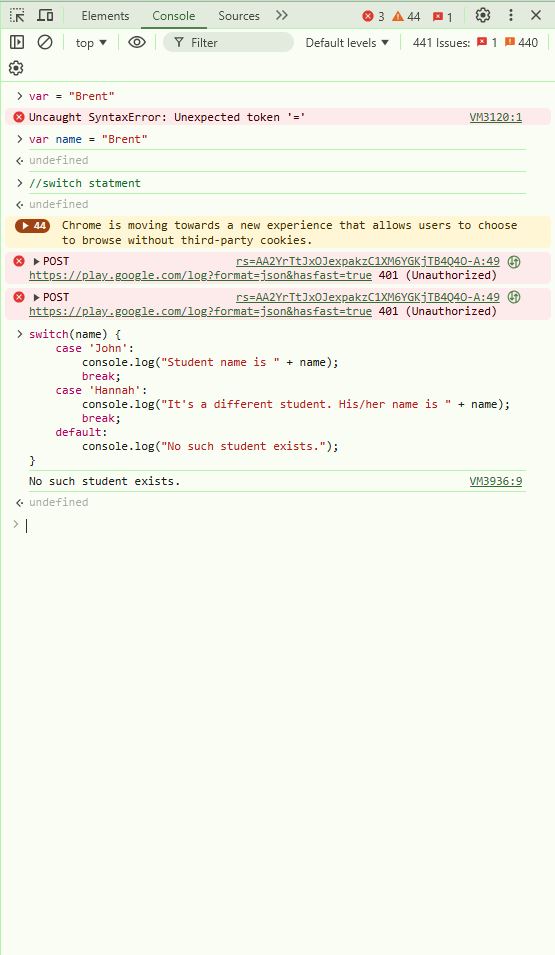 Elements Console Sources 3 44 1
top Filter Default levels 441 Issues: 1 440
var = "Brent"
Uncaught SyntaxError: Unexpected token '=' VM3120:1
var name = "Brent"
undefined
//switch statment
undefined
44 Chrome is moving towards a new experience that allows users to choose
to browse without third-party cookies.
POST rs=AA2YrTtJxOJexpakzC1XM6YGKjTB4Q4O-A:49
https://play.google.com/log?format=json&hasfast=true 401 (Unauthorized)
POST rs=AA2YrTtJxOJexpakzC1XM6YGKjTB4Q4O-A:49
https://play.google.com/log?format=json&hasfast=true 401 (Unauthorized)
switch(name) {
case 'John':
console.log("Student name is " + name);
break;
case 'Hannah':
console.log("It's a different student. His/her name is " + name);
break;
default:
console.log("No such student exists.");
}
No such student exists. VM3936:9
undefined